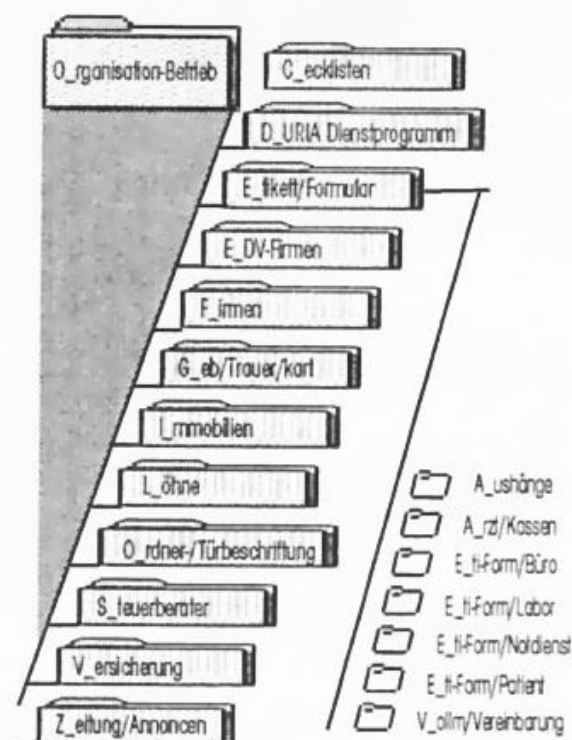 O_rganisation-Betrieb
C_ecklisten
D_URIA Dienstprogramm
E_tikett/Formular
E_DV-Firmen
F_irmen
G_eb/Trauer/kart
I_mmobilien
L_öhne
O_rdner-/Türbeschriftung
S_teuerberater
V_ersicherung
Z_eitung/Annoncen
A_ushänge
A_rzt/Kassen
E_ti-Form/Büro
E_ti-Form/Labor
E_ti-Form/Notdienst
E_ti-Form/Patient
V_ollm/Vereinbarung